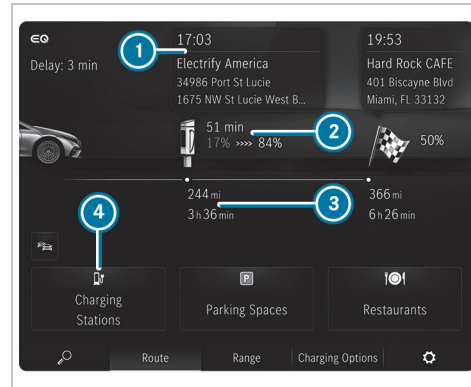 EQ
Delay: 3 min
1
17:03
Electrify America
34986 Port St Lucie
1675 NW St Lucie West B...
19:53
Hard Rock CAFE
401 Biscayne Blvd
Miami, FL 33132
51 min
2
17% »»» 84%
50%
244 mi
3 h 36 min
3
366 mi
6 h 26 min
4
Charging
Stations
P
Parking Spaces
Restaurants
Route
Range
Charging Options